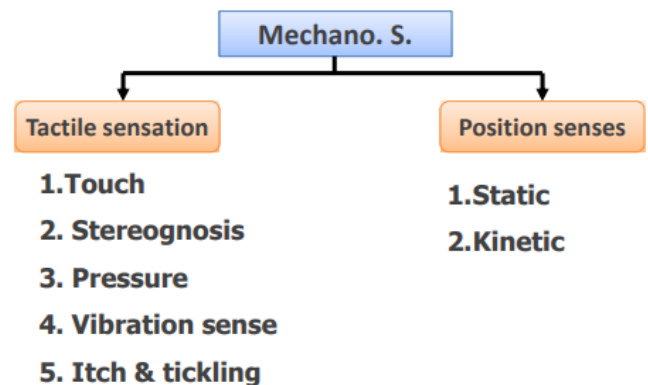 Mechano. S.
Tactile sensation
1.Touch
2. Stereognosis
3. Pressure
4. Vibration sense
5. Itch & tickling
Position senses
1.Static
2.Kinetic